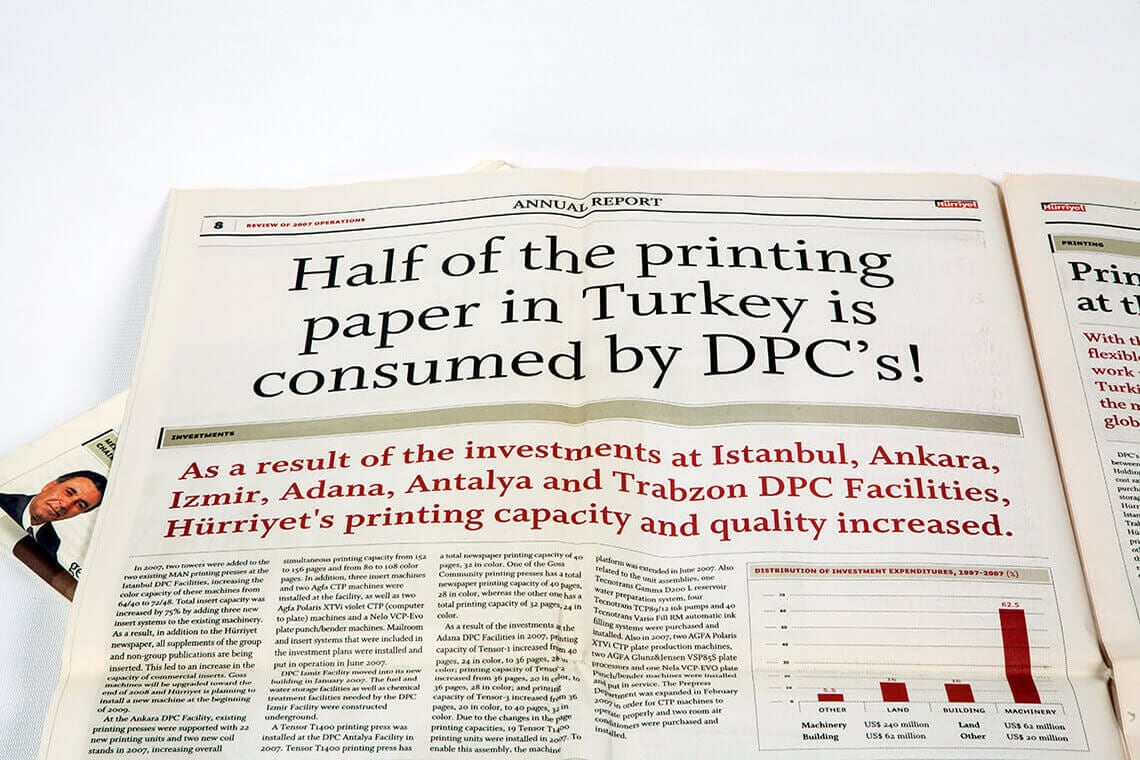 ANNUAL REPORT
8 REVIEW OF 2007 OPERATIONS
Hürriyet
Half of the printing
paper in Turkey is
consumed by DPC's!
INVESTMENTS
As a result of the investments at Istanbul, Ankara,
Izmir, Adana, Antalya and Trabzon DPC Facilities,
Hürriyet's printing capacity and quality increased.
In 2007, two towers were added to the
two existing MAN printing presses at the
Istanbul DPC Facilities, increasing the
color capacity of these machines from
64/40 to 72/48. Total insert capacity was
increased by 75% by adding three new
insert systems to the existing machinery.
As a result, in addition to the Hürriyet
newspaper, all supplements of the group
and non-group publications are being
inserted. This led to an increase in the
capacity of commercial inserts. Goss
machines will be upgraded toward the
end of 2008 and Hürriyet is planning to
install a new machine at the beginning
of 2009.
At the Ankara DPC Facility, existing
printing presses were supported with 22
new printing units and two new coil
stands in 2007, increasing overall
simultaneous printing capacity from 152
to 156 pages and from 80 to 108 color
pages. In addition, three insert machines
and two Agfa CTP machines were
installed at the facility, as well as two
Agfa Polaris XTVi violet CTP (computer
to plate) machines and a Nelo VCP-Evo
plate punch/bender machines. Mailroom
and insert systems that were included in
the investment plans were installed and
put in operation in June 2007.
DPC Izmir Facility moved into its new
building in January 2007. The fuel and
water storage facilities as well as chemical
treatment facilities needed by the DPC
Izmir Facility were constructed
underground.
A Tensor T1400 printing press was
installed at the DPC Antalya Facility in
2007. Tensor T1400 printing press has
a total newspaper printing capacity of 40
pages, 32 in color. One of the Goss
Community printing presses has a total
newspaper printing capacity of 40 pages,
28 in color, whereas the other one has a
total printing capacity of 32 pages, 24 in
color.
As a result of the investments at the
Adana DPC Facilities in 2007, printing
capacity of Tensor-1 increased from 40
pages, 24 in color, to 36 pages, 28 in
color; printing capacity of Tensor-2
increased from 36 pages, 20 in color, to
36 pages, 28 in color; and printing
capacity of Tensor-3 increased from 36
pages, 20 in color, to 40 pages, 32 in
color. Due to the changes in the page
capacities, 19 Tensor T1400
printing units were installed in 2007. To
enable this assembly, the machine
platform was extended in June 2007. Also
related to the unit assemblies, one
Tecnotrans Gamma D200 L reservoir
water preparation system, four
Tecnotrans TCP89/12 ink pumps and 40
Tecnotrans Vario Fill RM automatic ink
filling systems were purchased and
installed. Also in 2007, two AGFA Polaris
XTVi CTP plate production machines,
two AGFA Glunz&Jensen VSP85S plate
processors and one Nela VCP-EVO plate
Punch/bender machines were installed
and put in service. The Prepress
Department was expanded in February
2007 in order for CTP machines to
operate properly and two room air
conditioners were purchased and
installed.
DISTRIBUTION OF INVESTMENT EXPENDITURES, 1997-2007 (%)
70
60
50
40
30
20
10
0
5.5 16 16 62.5
OTHER LAND BUILDING MACHINERY
Machinery US$ 240 million Land US$ 62 million
Building US$ 62 million Other US$ 20 million
Hürriyet
PRINTING
Prin
at t
With th
flexibl
work
Turki
the m
glob
DPC's
between
Holding
cost sa
purch
storag
Hürri
Istan